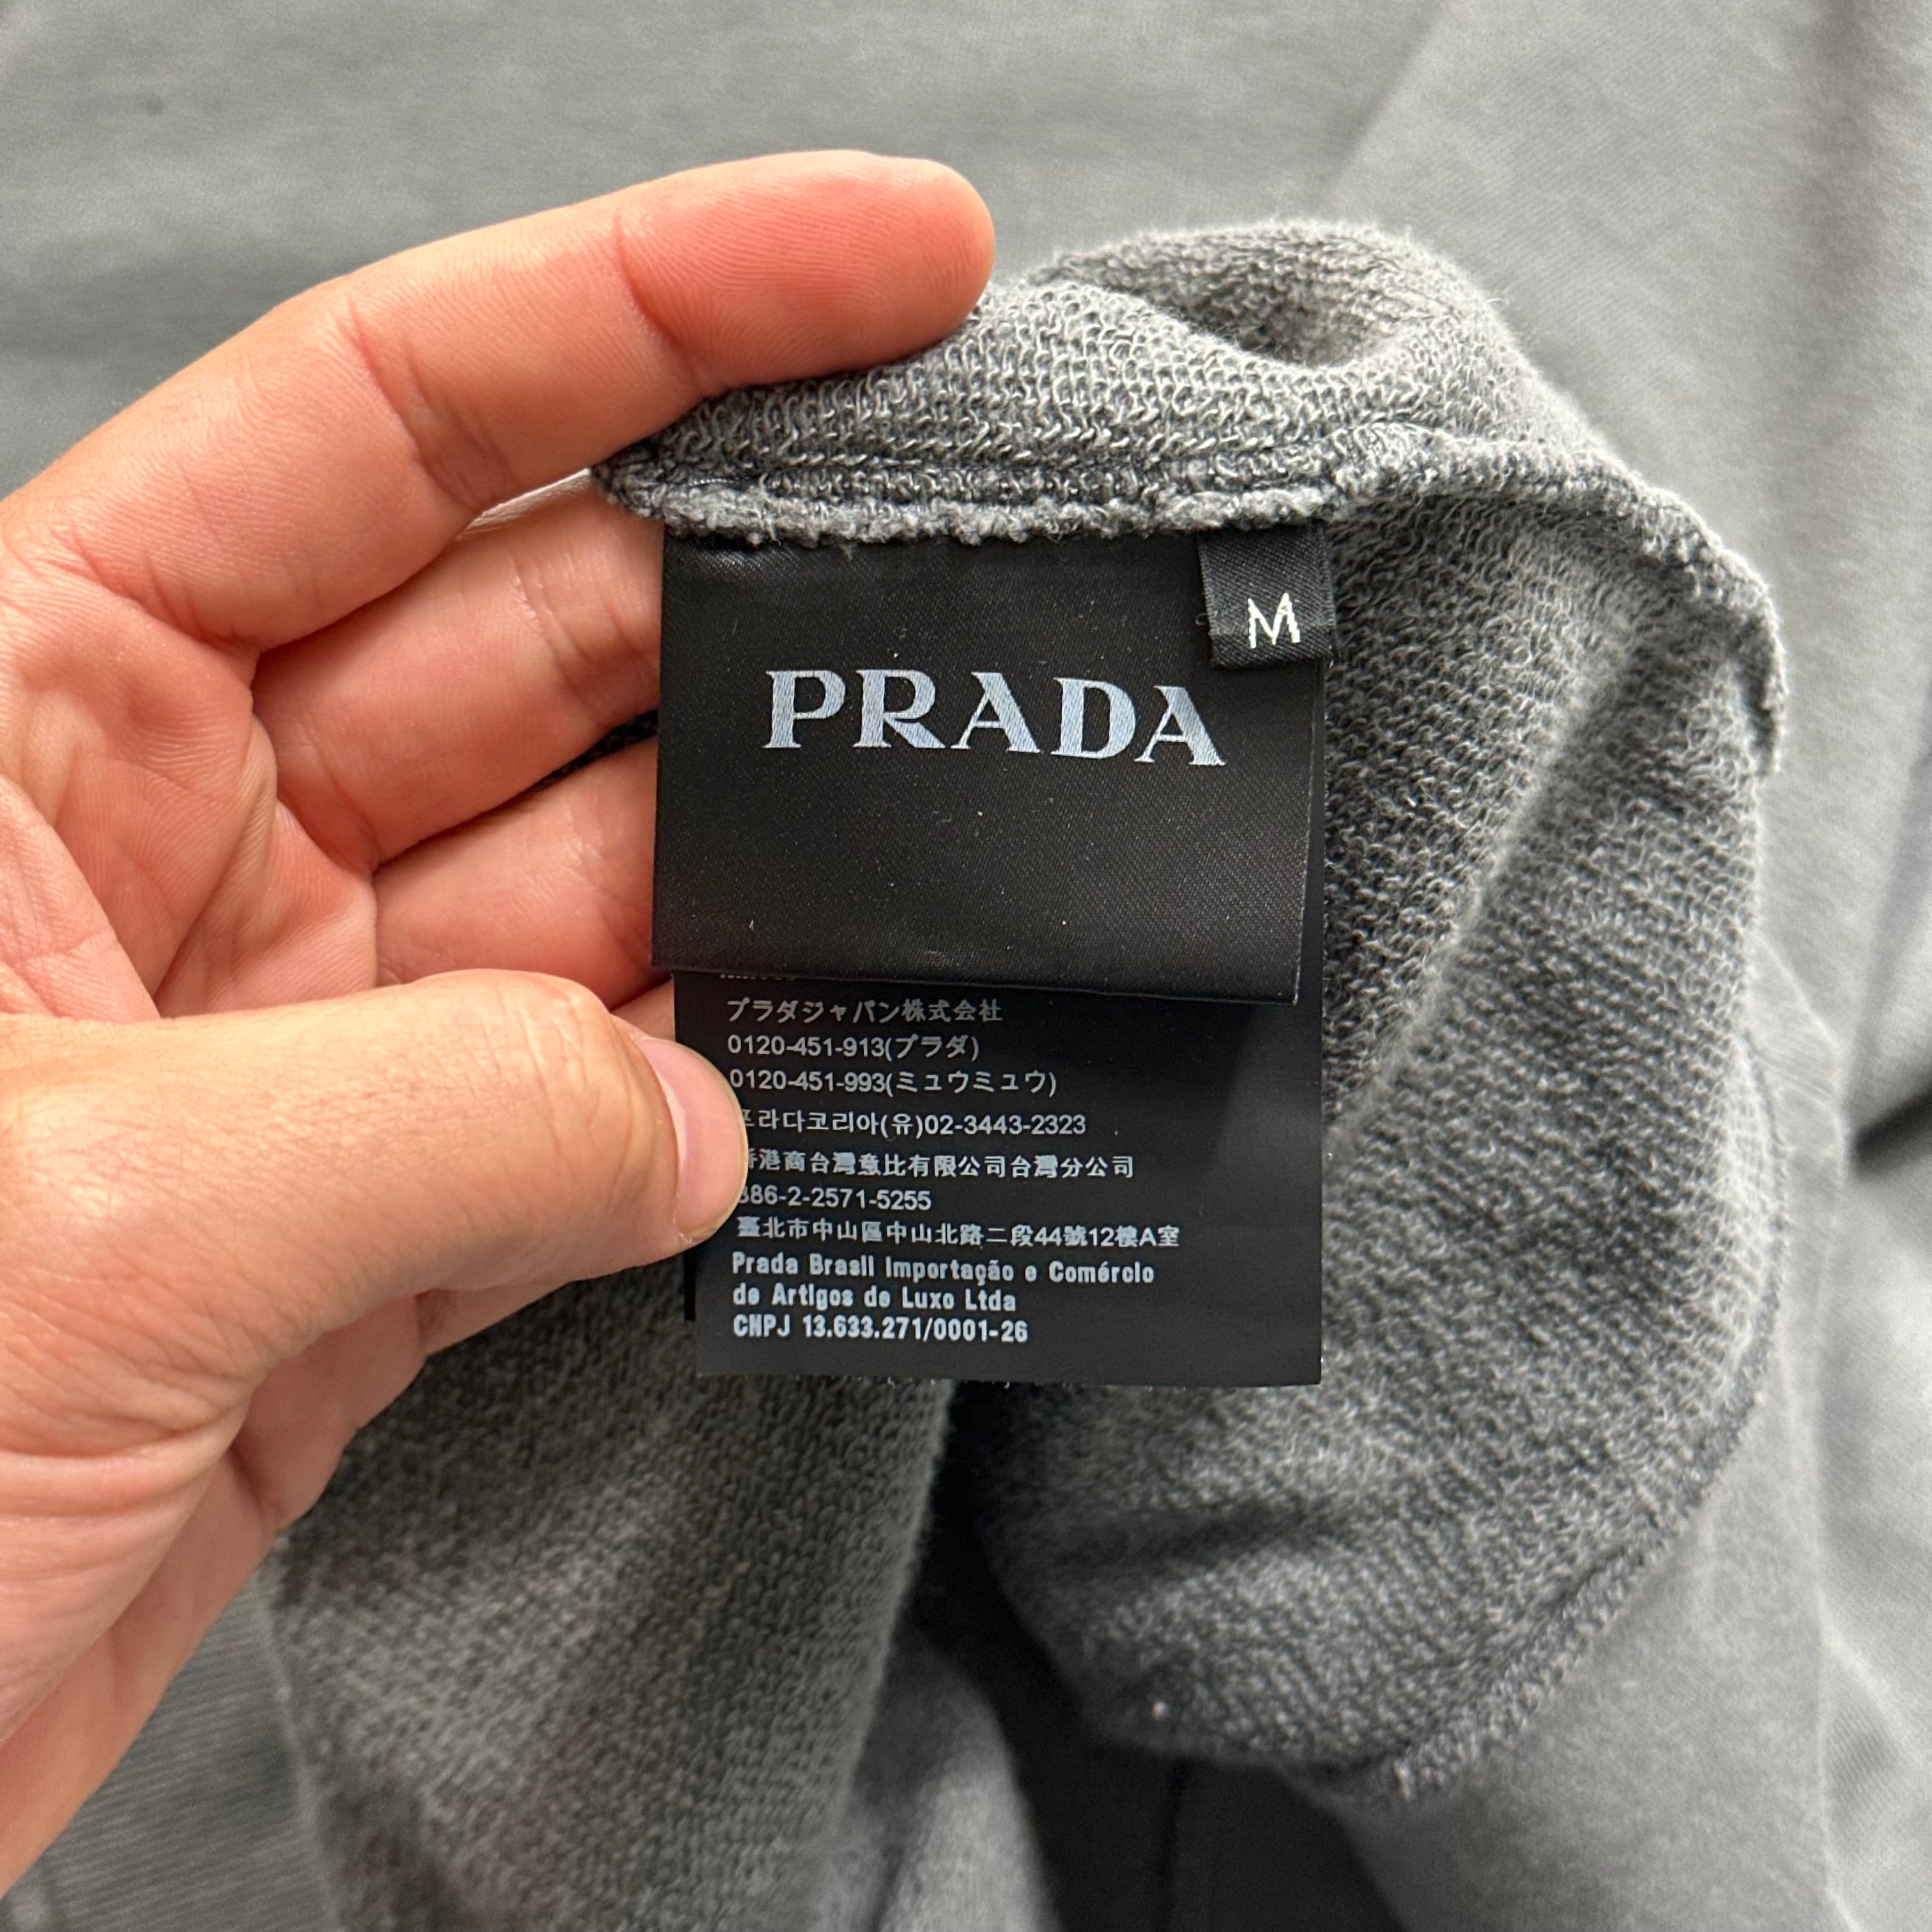 M
PRADA
プラダジャパン株式会社
0120-451-913(プラダ)
0120-451-993(ミュウミュウ)
프라다코리아(유)02-3443-2323
香港商台灣意比有限公司台灣分公司
886-2-2571-5255
臺北市中山區中山北路二段44號12樓A室
Prada Brasil Importação e Comércio
de Artigos de Luxo Ltda
CNPJ 13.633.271/0001-26